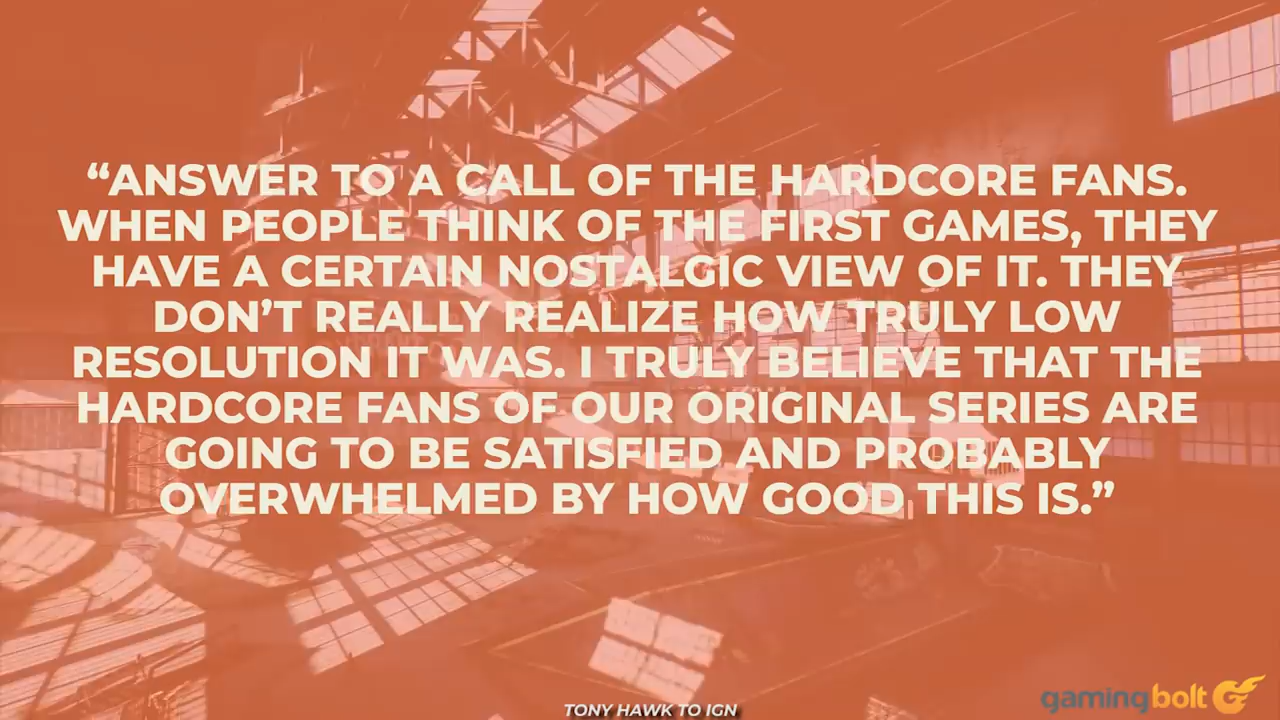 “ANSWER TO A CALL OF THE HARDCORE FANS.
WHEN PEOPLE THINK OF THE FIRST GAMES, THEY
HAVE A CERTAIN NOSTALGIC VIEW OF IT. THEY
DON’T REALLY REALIZE HOW TRULY LOW
RESOLUTION IT WAS. I TRULY BELIEVE THAT THE
HARDCORE FANS OF OUR ORIGINAL SERIES ARE
GOING TO BE SATISFIED AND PROBABLY
OVERWHELMED BY HOW GOOD THIS IS.”
TONY HAWK TO IGN
gamingbolt